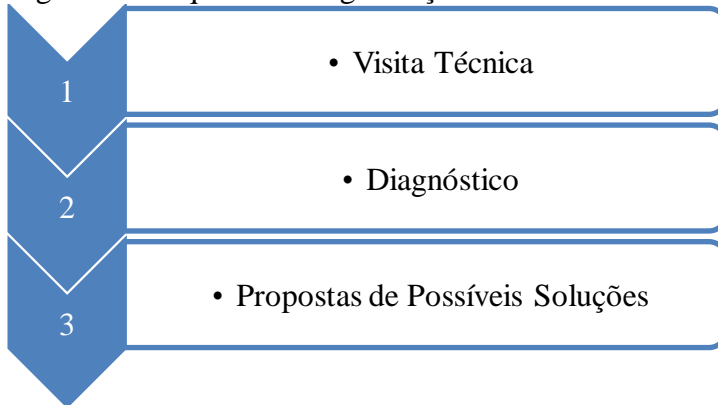 1
• Visita Técnica
2
• Diagnóstico
3
• Propostas de Possíveis Soluções